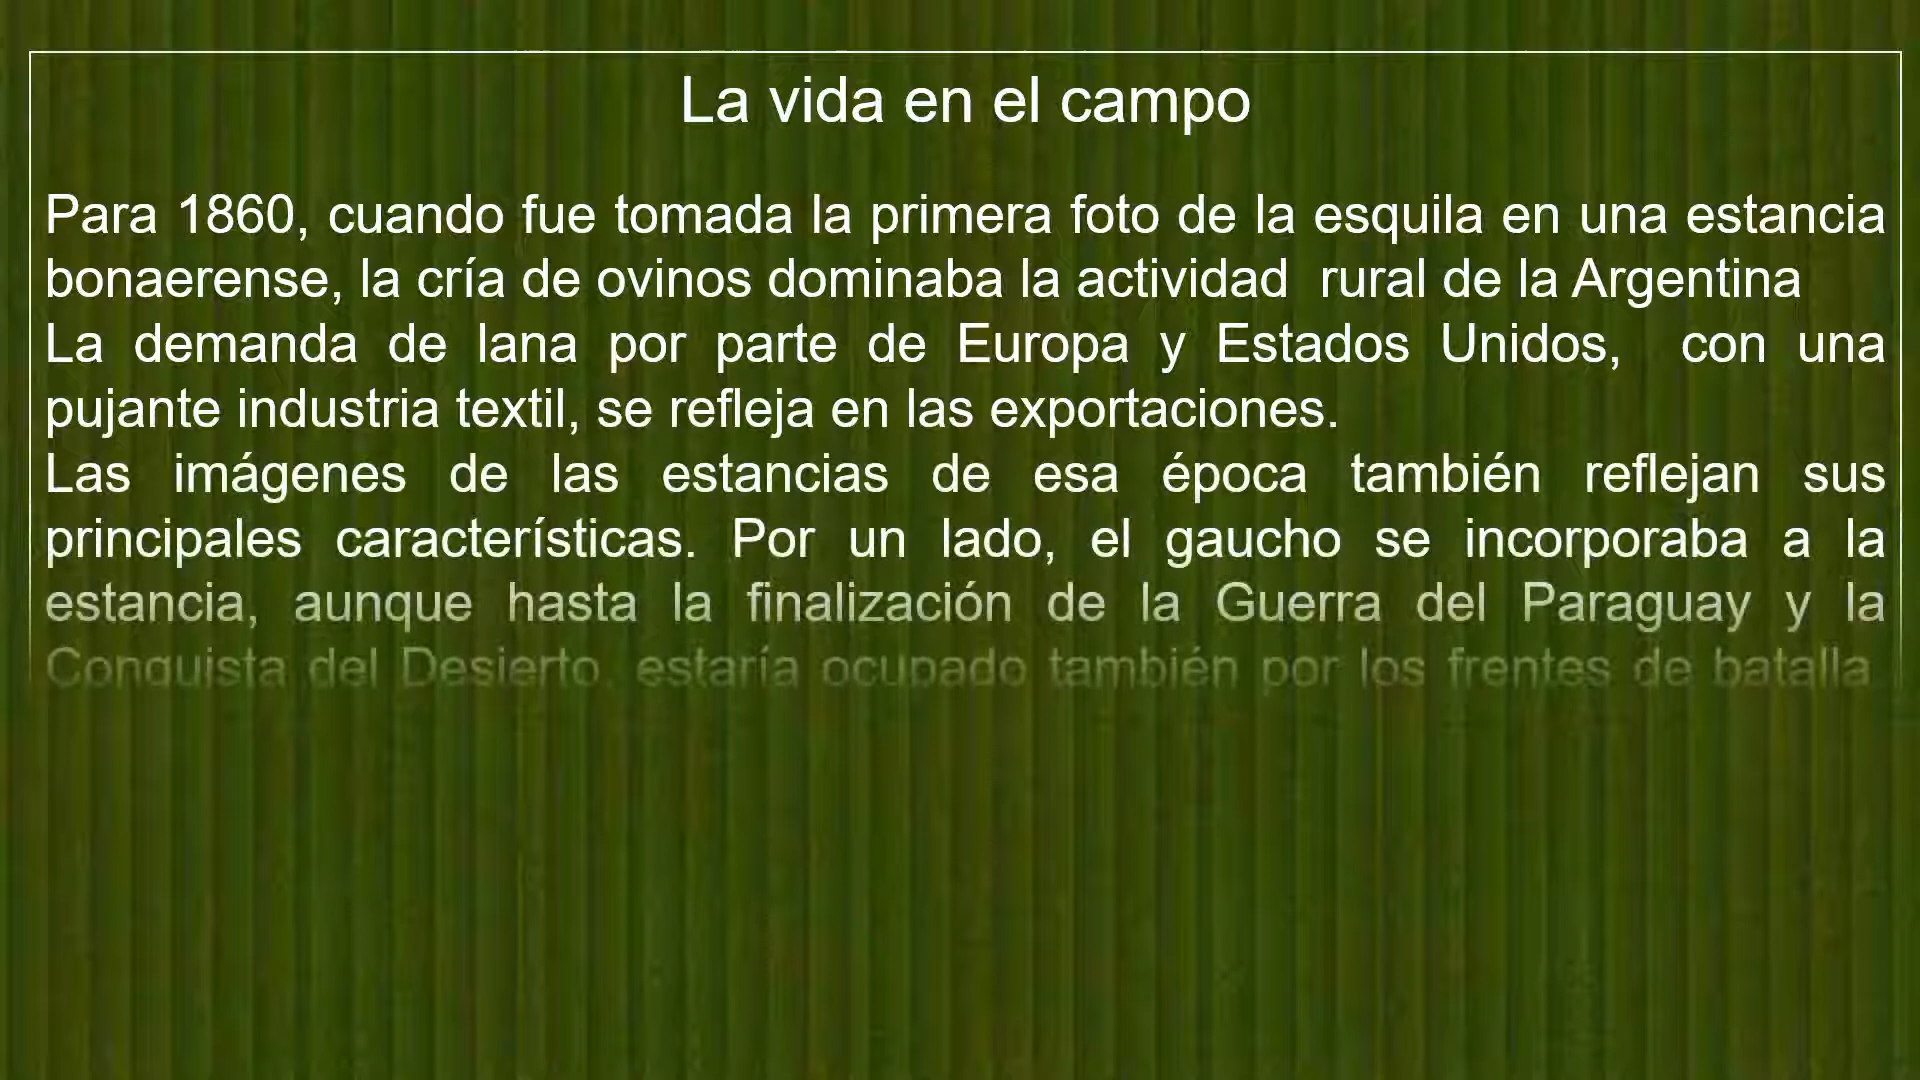 La vida en el campo
Para 1860, cuando fue tomada la primera foto de la esquila en una estancia
bonaerense, la cría de ovinos dominaba la actividad  rural de la Argentina
La demanda de lana por parte de Europa y Estados Unidos,  con una
pujante industria textil, se refleja en las exportaciones.
Las imágenes de las estancias de esa época también reflejan sus
principales características. Por un lado, el gaucho se incorporaba a la
estancia, aunque hasta la finalización de la Guerra del Paraguay y la
Conquista del Desierto, estaría ocupado también por los frentes de batalla